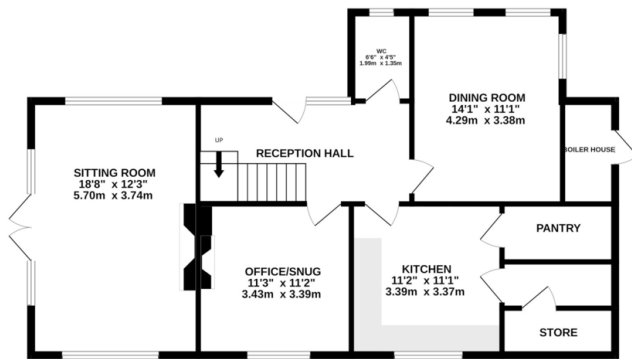 WC
6'6" x 4'5"
1.99m x 1.35m
DINING ROOM
14'1" x 11'1"
4.29m x 3.38m
UP
RECEPTION HALL
BOILER HOUSE
SITTING ROOM
18'8" x 12'3"
5.70m x 3.74m
PANTRY
OFFICE/SNUG
11'3" x 11'2"
3.43m x 3.39m
KITCHEN
11'2" x 11'1"
3.39m x 3.37m
STORE